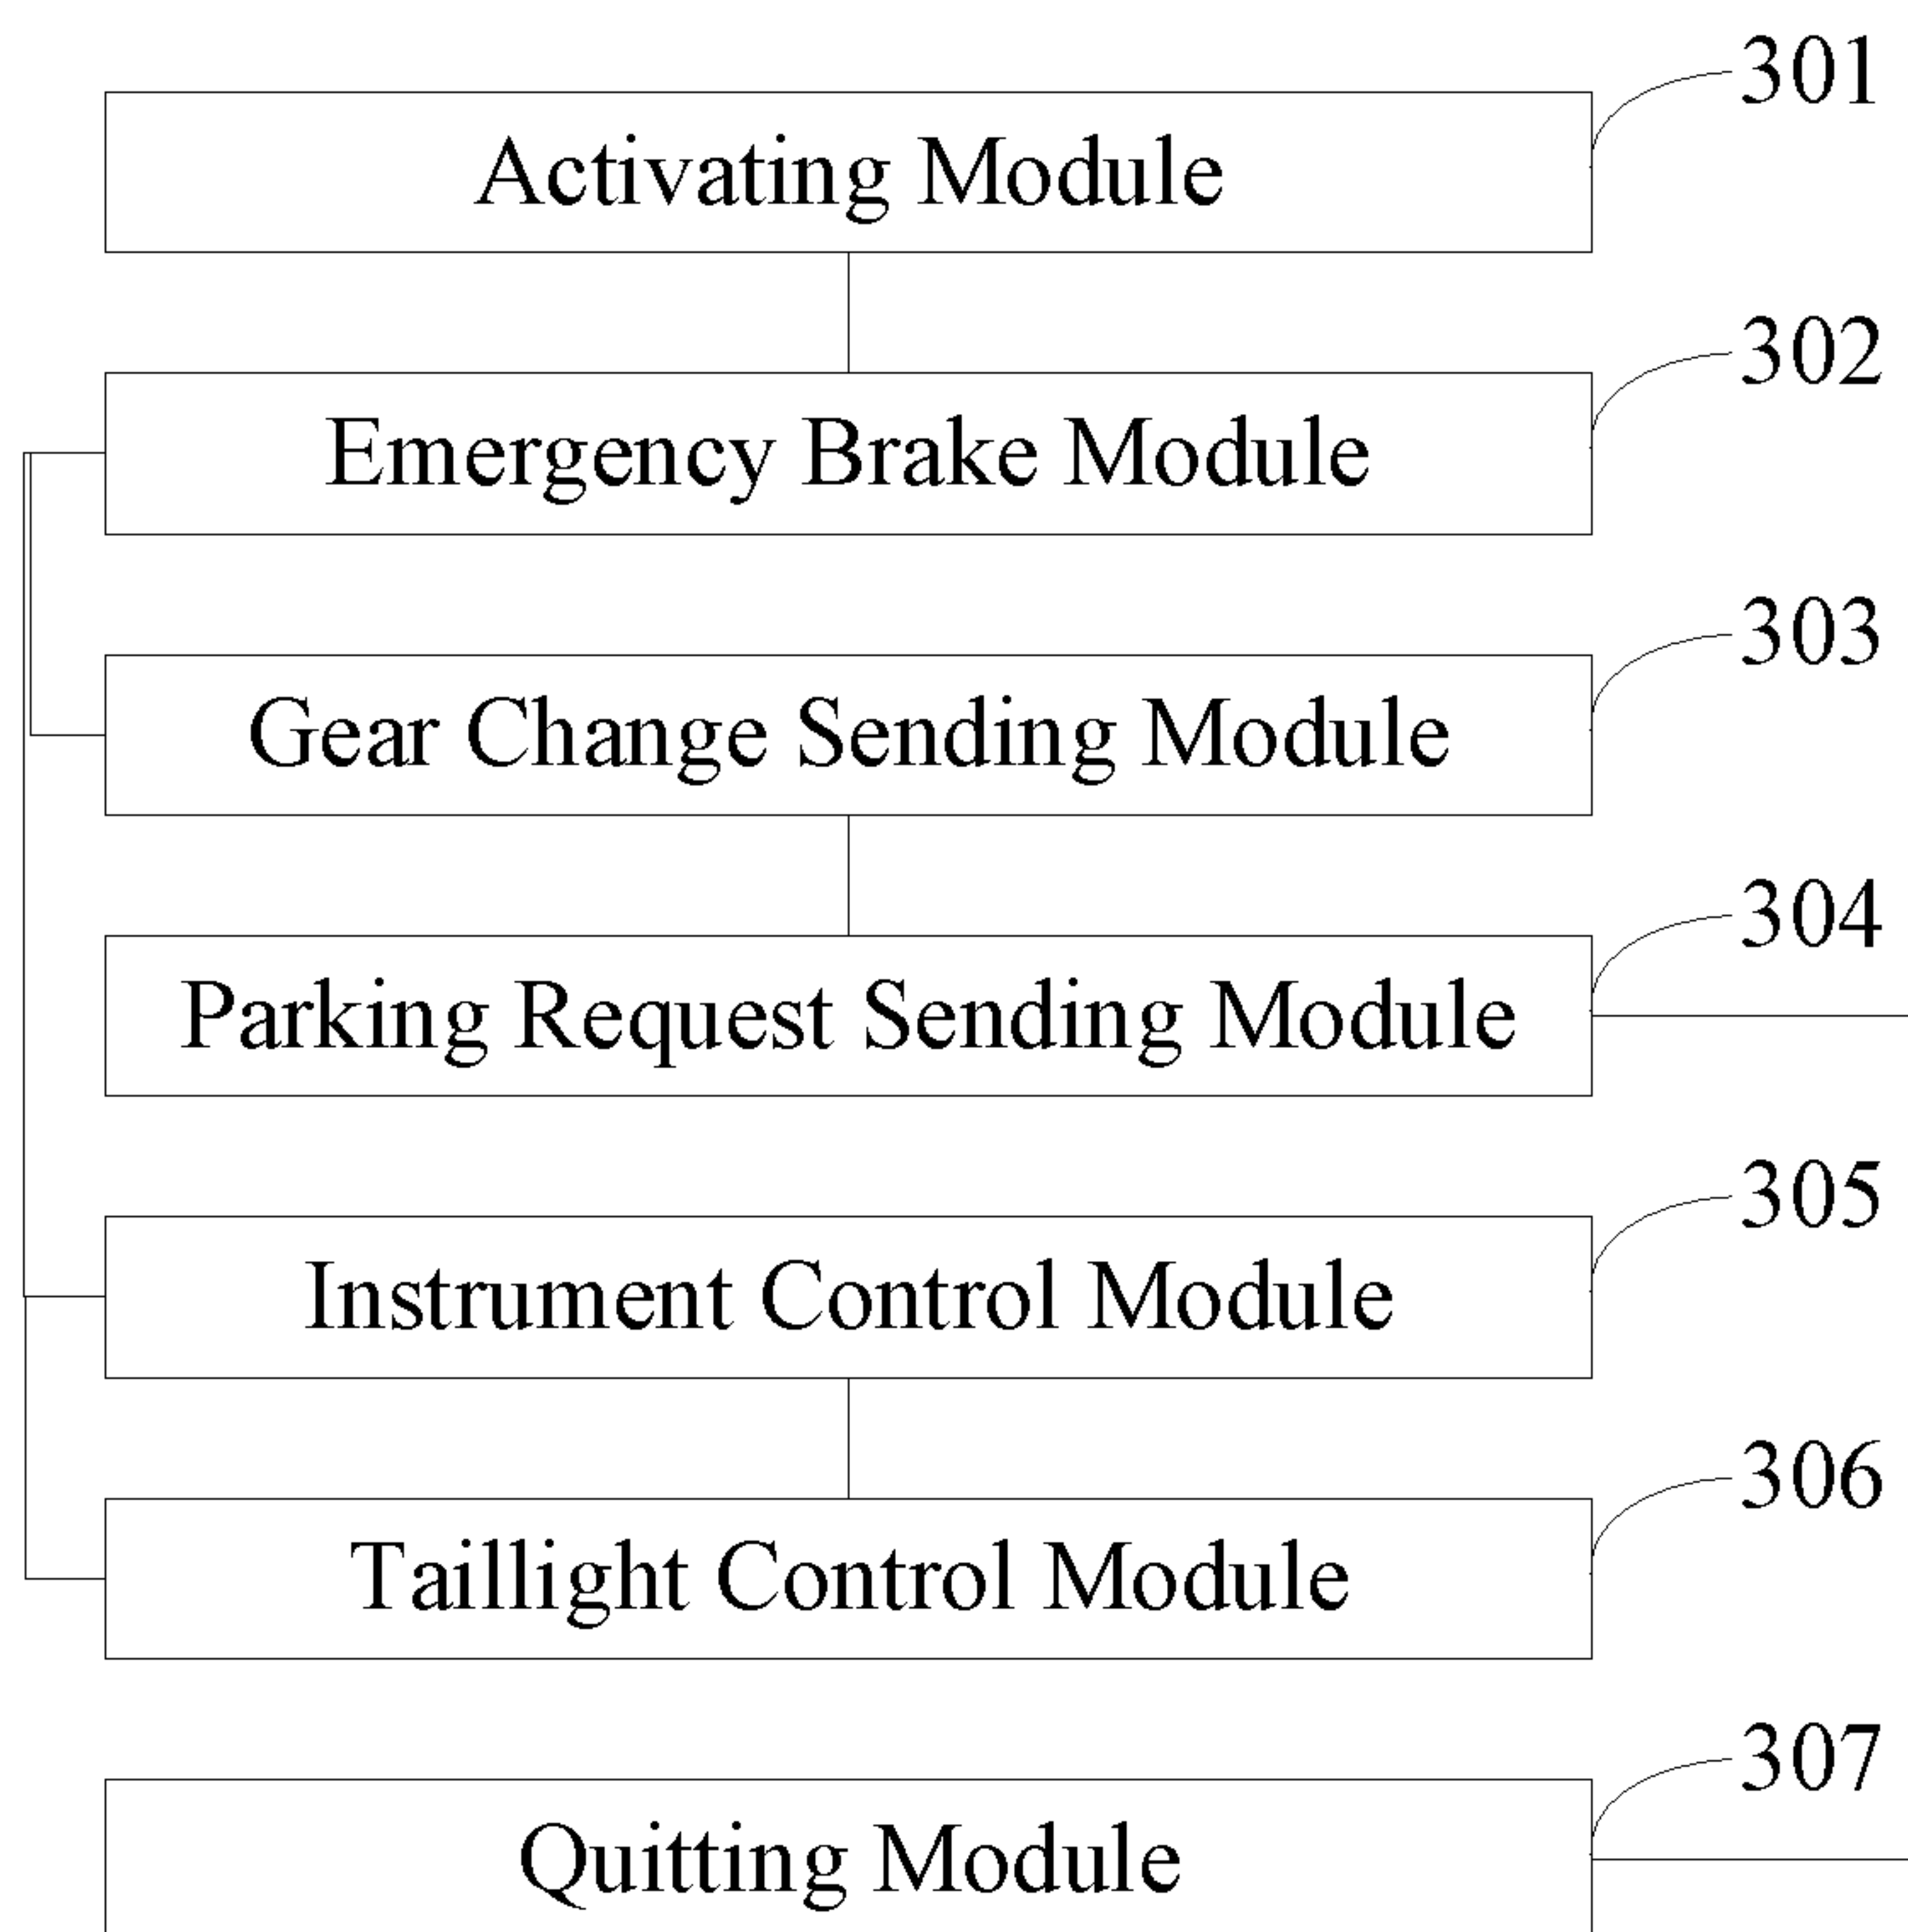 301
Activating Module
302
Emergency Brake Module
303
Gear Change Sending Module
304
Parking Request Sending Module
305
Instrument Control Module
306
Taillight Control Module
307
Quitting Module